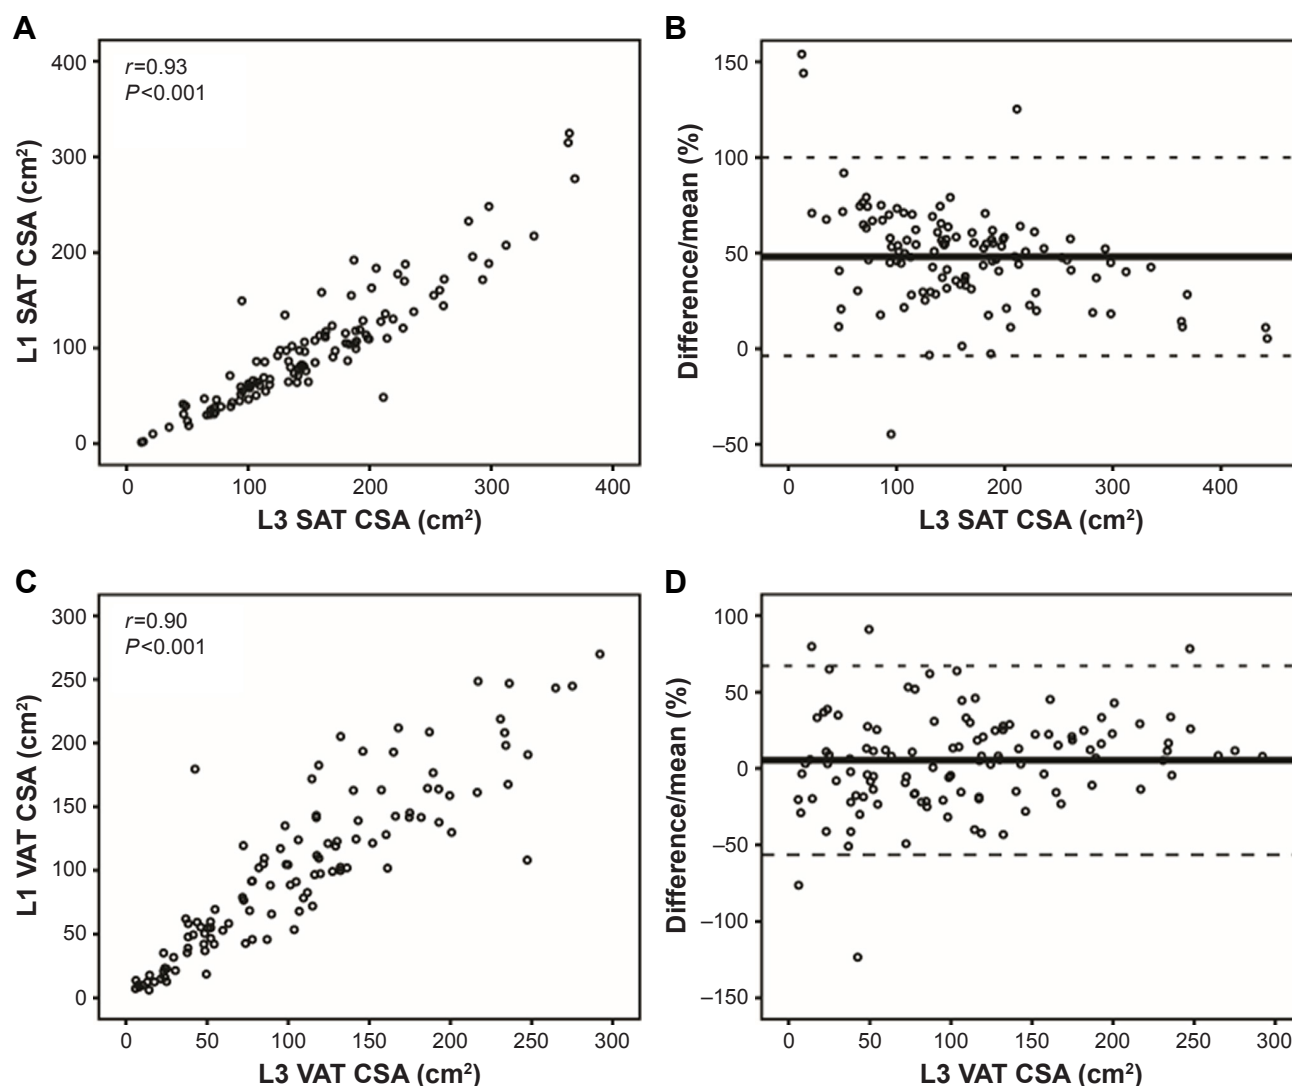 A
r=0.93
P<0.001
400
300
200
100
0
L1 SAT CSA (cm²)
0 100 200 300 400
L3 SAT CSA (cm²)
B
150
100
50
0
–50
Difference/mean (%)
0 100 200 300 400
L3 SAT CSA (cm²)
C
r=0.90
P<0.001
300
250
200
150
100
50
0
L1 VAT CSA (cm²)
0 50 100 150 200 250 300
L3 VAT CSA (cm²)
D
100
50
0
–50
–100
–150
Difference/mean (%)
0 50 100 150 200 250 300
L3 VAT CSA (cm²)